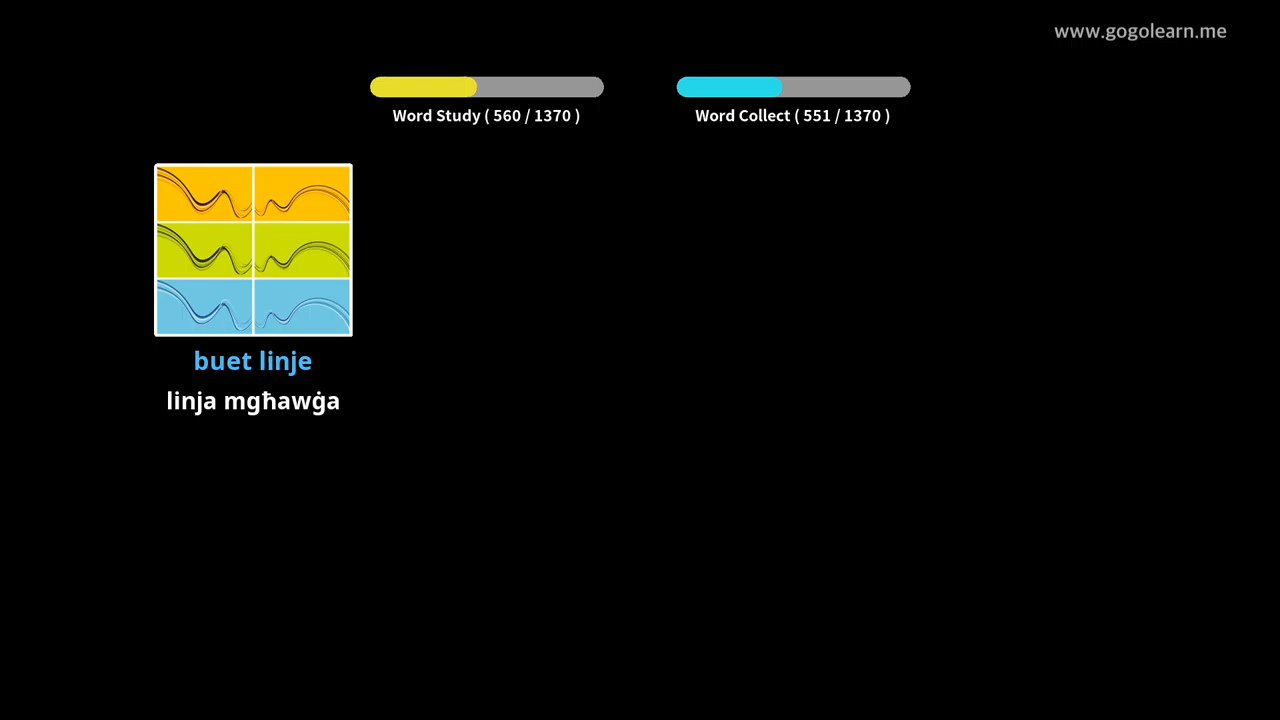 www.gogolearn.me
Word Study ( 560 / 1370 )
Word Collect ( 551 / 1370 )
buet linje
linja mgħawġa